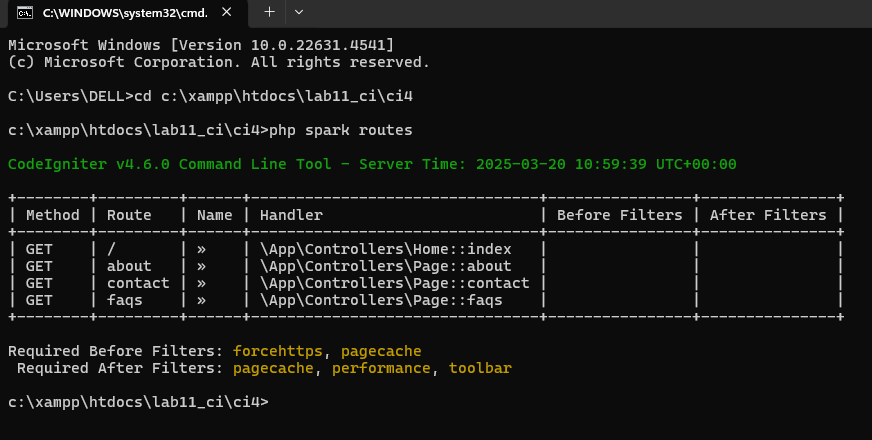 C:\WINDOWS\system32\cmd.
Microsoft Windows [Version 10.0.22631.4541]
(c) Microsoft Corporation. All rights reserved.
C:\Users\DELL>cd c:\xampp\htdocs\lab11_ci\ci4
c:\xampp\htdocs\lab11_ci\ci4>php spark routes
CodeIgniter v4.6.0 Command Line Tool - Server Time: 2025-03-20 10:59:39 UTC+00:00
+--------+---------+------+--------------------------------+----------------+---------------+
| Method | Route   | Name | Handler                        | Before Filters | After Filters |
+--------+---------+------+--------------------------------+----------------+---------------+
| GET    | /       | »    | \App\Controllers\Home::index   |                |               |
| GET    | about   | »    | \App\Controllers\Page::about   |                |               |
| GET    | contact | »    | \App\Controllers\Page::contact |                |               |
| GET    | faqs    | »    | \App\Controllers\Page::faqs    |                |               |
+--------+---------+------+--------------------------------+----------------+---------------+
Required Before Filters: forcehttps, pagecache
Required After Filters: pagecache, performance, toolbar
c:\xampp\htdocs\lab11_ci\ci4>